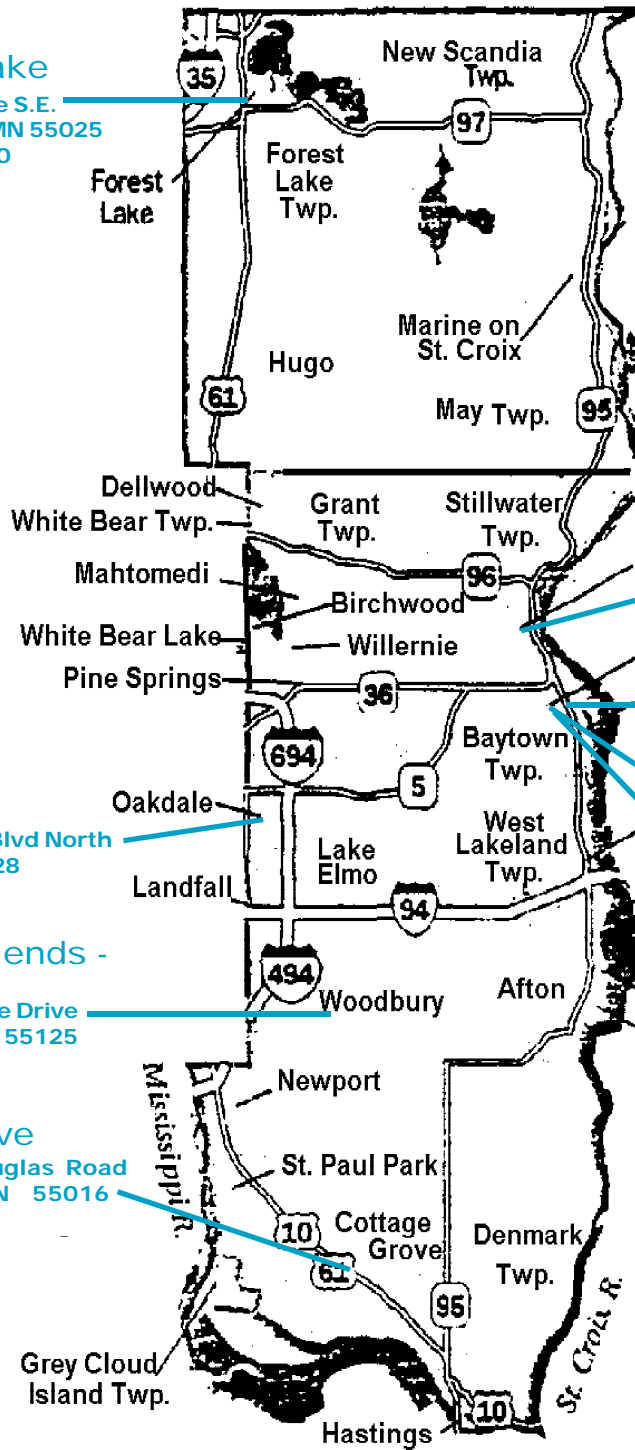 New Scandia
Twp.
35
ake
e S.E.
MN 55025
0
97
Forest
Lake
Forest
Lake
Twp.
Marine on
St. Croix
Hugo
61
May Twp.
95
Dellwood
White Bear Twp.
Grant
Twp.
Stillwater
Twp.
96
Mahtomedi
Birchwood
White Bear Lake
Willernie
Pine Springs
36
694
Baytown
Twp.
5
Oakdale
Blvd North
28
Lake
Elmo
West
Lakeland
Twp.
Landfall
94
ends -
494
Woodbury
Afton
e Drive
55125
Mississippi R.
Newport
ve
uglas Road
N 55016
-
St. Paul Park
10
Cottage
Grove
61
Denmark
Twp.
95
St. Croix R.
Grey Cloud
Island Twp.
Hastings
10